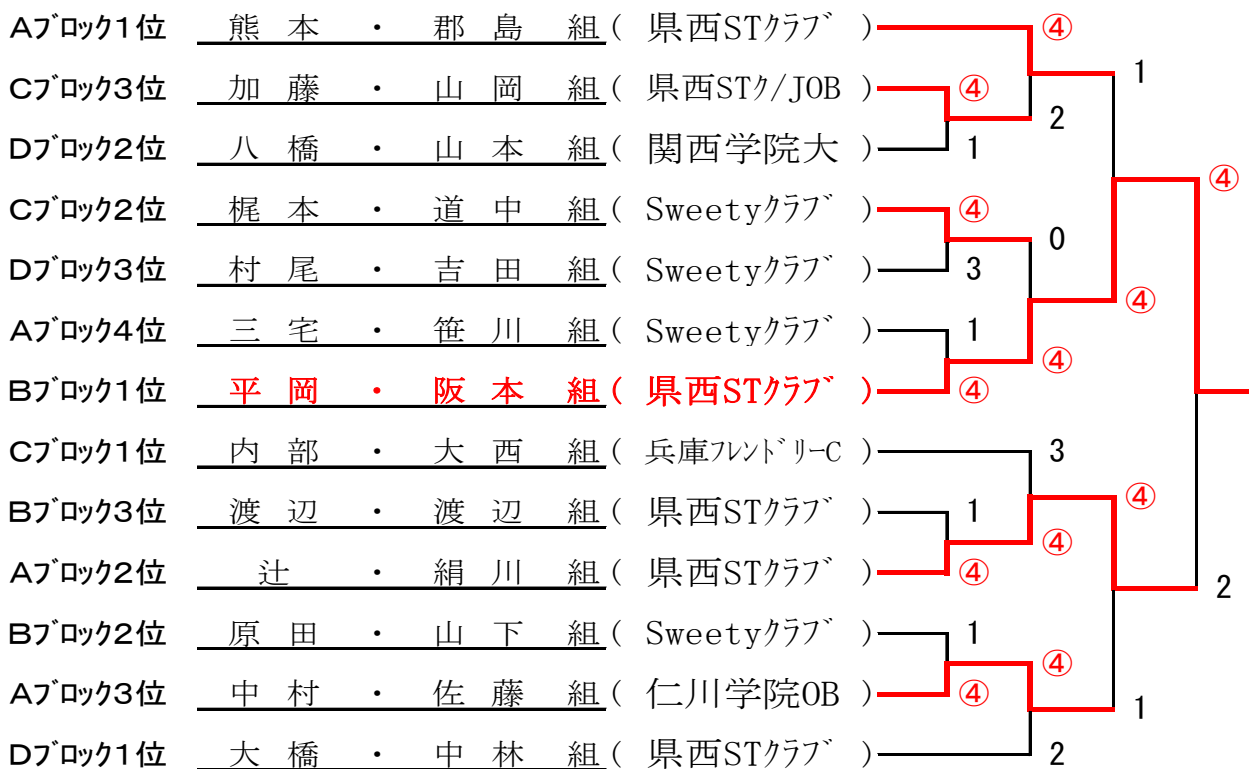 Aブロック1位 熊本・郡島 組( 県西STクラブ ) ④
1
Cブロック3位 加藤・山岡 組( 県西STク/JOB ) ④
2
Dブロック2位 八橋・山本 組( 関西学院大 ) 1
④
Cブロック2位 梶本・道中 組( Sweetyクラブ ) ④
0
Dブロック3位 村尾・吉田 組( Sweetyクラブ ) 3
④
Aブロック4位 三宅・笹川 組( Sweetyクラブ ) 1
④
Bブロック1位 平岡・阪本 組( 県西STクラブ ) ④
Cブロック1位 内部・大西 組( 兵庫フレンドリーC ) 3
④
Bブロック3位 渡辺・渡辺 組( 県西STクラブ ) 1
④
Aブロック2位 辻・絹川 組( 県西STクラブ ) ④
2
Bブロック2位 原田・山下 組( Sweetyクラブ ) 1
④
Aブロック3位 中村・佐藤 組( 仁川学院OB ) ④
1
Dブロック1位 大橋・中林 組( 県西STクラブ ) 2